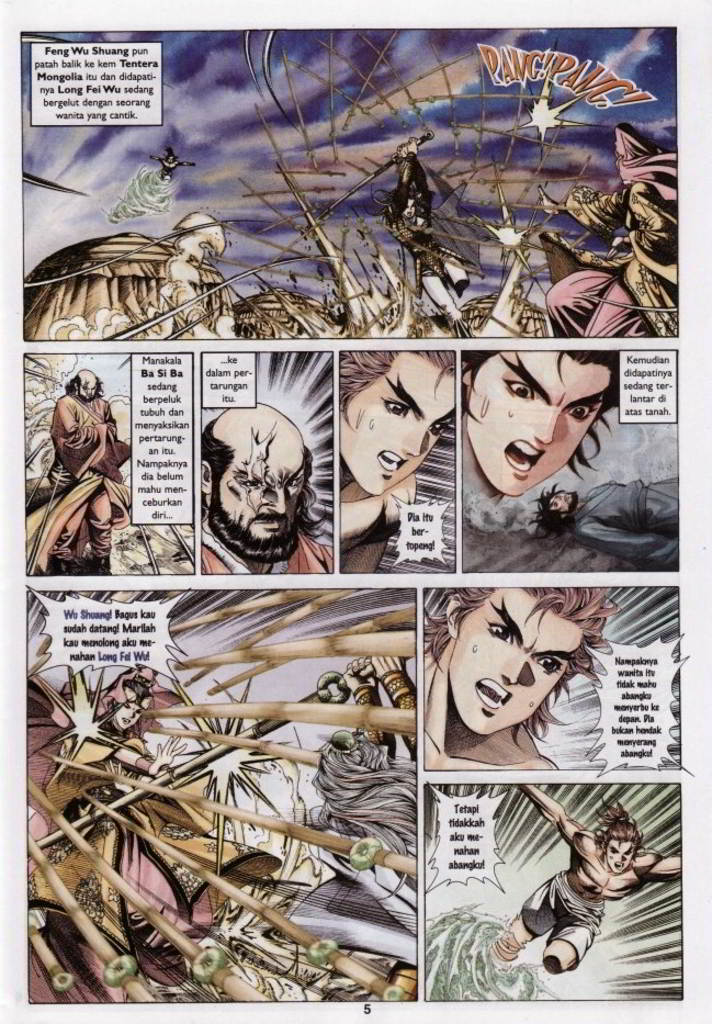 Feng Wu Shuang pun
patah balik ke kem Tentera
Mongolia itu dan didapati-
nya Long Fei Wu sedang
bergelut dengan seorang
wanita yang cantik.
PANG! PANG!
Manakala
Ba Si Ba
sedang
berpeluk
tubuh dan
menyaksikan
pertarung-
an itu.
Nampaknya
dia belum
mahu men-
ceburkan
diri...
...ke
dalam per-
tarungan
itu.
Dia itu
ber-
topeng!
Kemudian
didapatinya
sedang ter-
lantar di
atas tanah.
Wu Shuang! Bagus kau
sudah datang! Marilah
kau menolong aku me-
nahan Long Fei Wu!
Nampaknya
wanita itu
tidak mahu
abangku
menyerbu ke
depan. Dia
bukan hendak
menyerang
abangku!
Tetapi
tidakkah
aku me-
nahan
abangku!
5